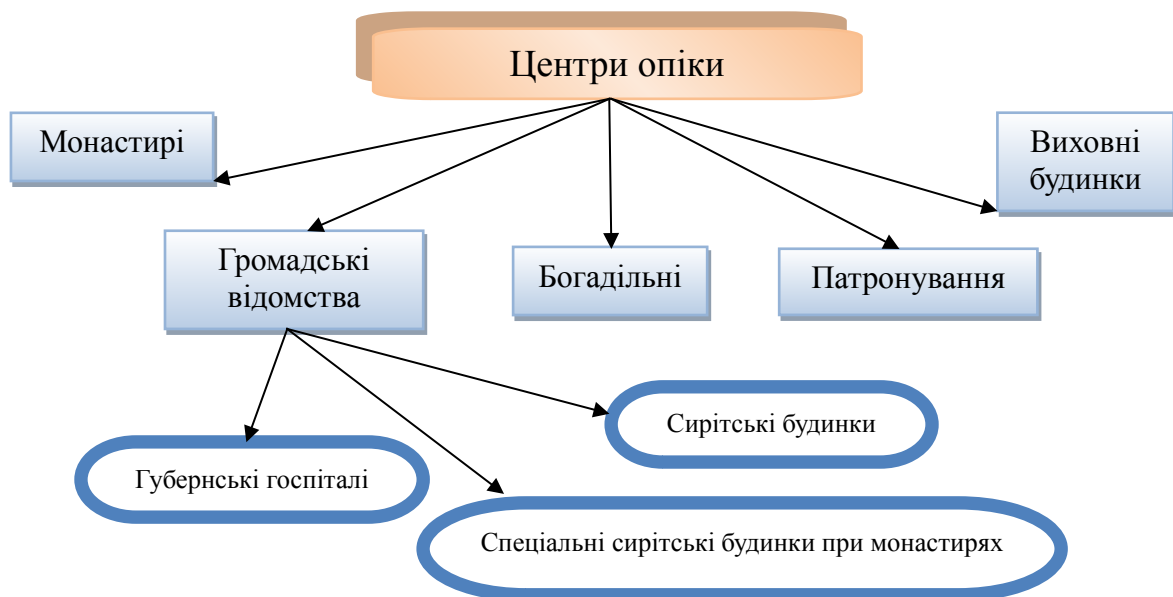 Центри опіки
Монастирі
Виховні
будинки
Громадські
відомства
Богадільні
Патронування
Сирітські будинки
Губернські госпіталі
Спеціальні сирітські будинки при монастирях